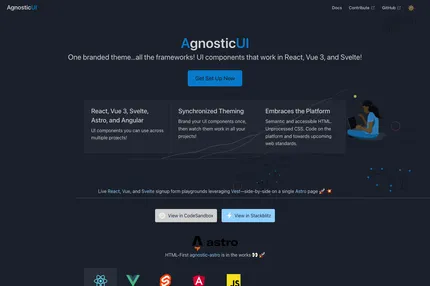 AgnosticUI
Docs
Contribute
GitHub
AgnosticUI
One branded theme...all the frameworks! UI components that work in React, Vue 3, and Svelte!
Get Set Up Now
React, Vue 3, Svelte,
Astro, and Angular
UI components you can use across
multiple projects!
Synchronized Theming
Brand your UI components once,
then watch them work in all your
projects!
Embraces the Platform
Semantic and accessible HTML.
Unprocessed CSS. Code on the
platform and towards upcoming
web standards.
Live React, Vue, and Svelte signup form playgrounds leveraging Vest—side-by-side on a single Astro page 🚀 💥
View in CodeSandbox
View in Stackblitz
astro
HTML-First agnostic-astro is in the works 👀 🚀
JS